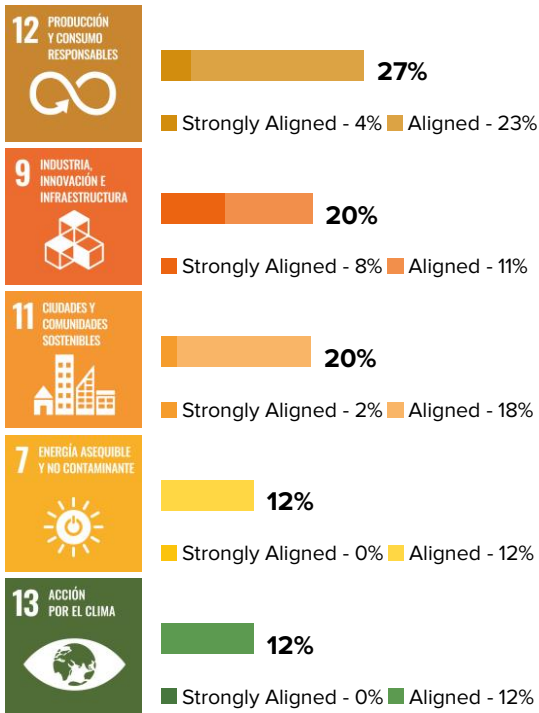 12 PRODUCCIÓN
Y CONSUMO
RESPONSABLES
27%
Strongly Aligned - 4% Aligned - 23%
9 INDUSTRIA,
INNOVACIÓN E
INFRAESTRUCTURA
20%
Strongly Aligned - 8% Aligned - 11%
11 CIUDADES Y
COMUNIDADES
SOSTENIBLES
20%
Strongly Aligned - 2% Aligned - 18%
7 ENERGÍA ASEQUIBLE
Y NO CONTAMINANTE
12%
Strongly Aligned - 0% Aligned - 12%
13 ACCIÓN
POR EL CLIMA
12%
Strongly Aligned - 0% Aligned - 12%